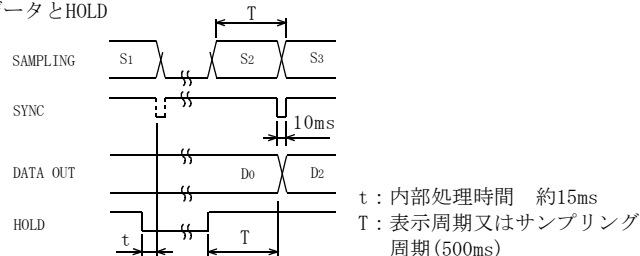 データとHOLD
T
SAMPLING S1 S2 S3
SYNC
10ms
DATA OUT D0 D2
HOLD
t T
t：内部処理時間　約15ms
T：表示周期又はサンプリング
周期(500ms)